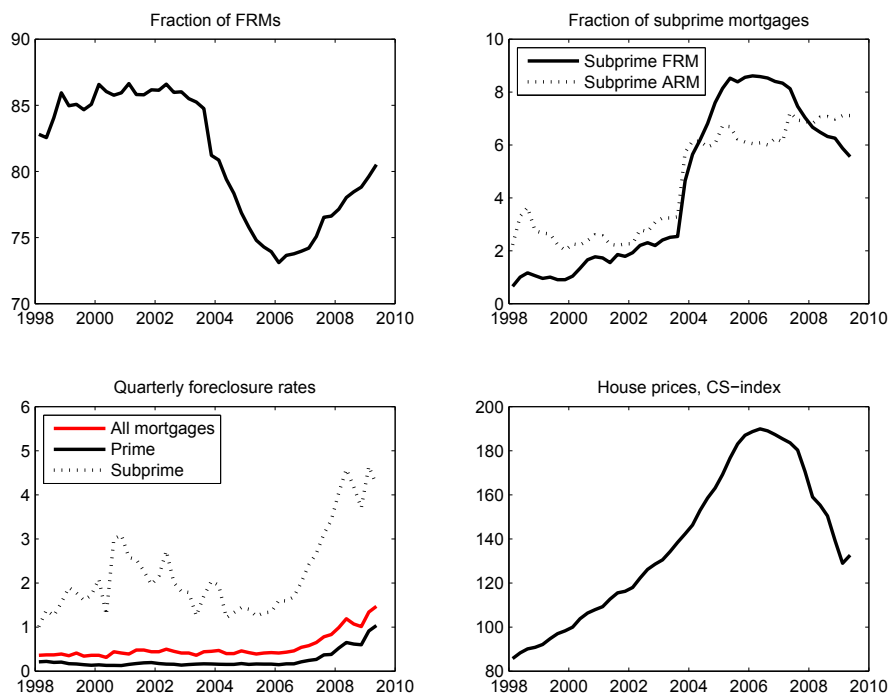 Fraction of FRMs
90
85
80
75
70
1998 2000 2002 2004 2006 2008 2010
Fraction of subprime mortgages
10
8
6
4
2
0
Subprime FRM
Subprime ARM
1998 2000 2002 2004 2006 2008 2010
Quarterly foreclosure rates
6
5
4
3
2
1
0
All mortgages
Prime
Subprime
1998 2000 2002 2004 2006 2008 2010
House prices, CS−index
200
180
160
140
120
100
80
1998 2000 2002 2004 2006 2008 2010